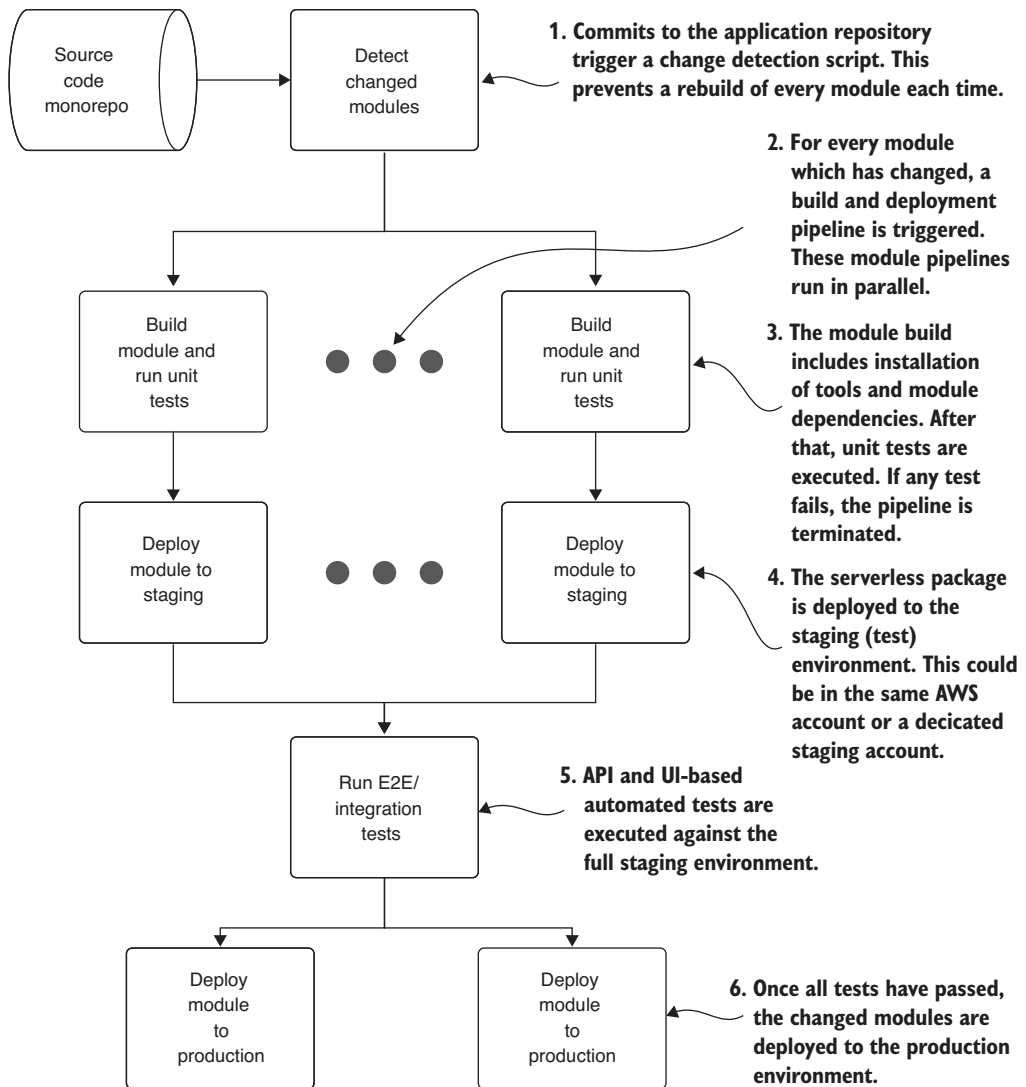 Source
code
monorepo
Detect
changed
modules
1. Commits to the application repository
trigger a change detection script. This
prevents a rebuild of every module each time.
2. For every module
which has changed, a
build and deployment
pipeline is triggered.
These module pipelines
run in parallel.
Build
module and
run unit
tests
Build
module and
run unit
tests
3. The module build
includes installation
of tools and module
dependencies. After
that, unit tests are
executed. If any test
fails, the pipeline is
terminated.
Deploy
module to
staging
Deploy
module to
staging
4. The serverless package
is deployed to the
staging (test)
environment. This could
be in the same AWS
account or a decicated
staging account.
Run E2E/
integration
tests
5. API and UI-based
automated tests are
executed against the
full staging environment.
Deploy
module
to
production
Deploy
module
to
production
6. Once all tests have passed,
the changed modules are
deployed to the production
environment.